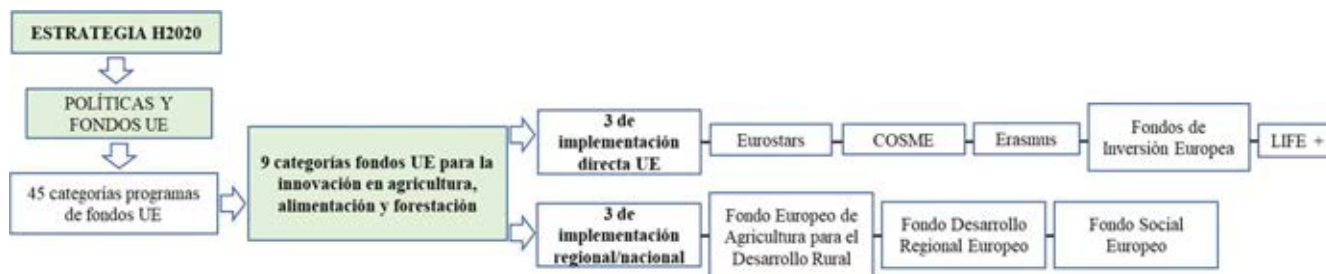 ESTRATEGIA H2020
POLÍTICAS Y
FONDOS UE
45 categorías programas
de fondos UE
9 categorías fondos UE para la
innovación en agricultura,
alimentación y forestación
3 de
implementación
directa UE
Eurostars
COSME
Erasmus
Fondos de
Inversión Europea
LIFE +
3 de
implementación
regional/nacional
Fondo Europeo de
Agricultura para el
Desarrollo Rural
Fondo Desarrollo
Regional Europeo
Fondo Social
Europeo